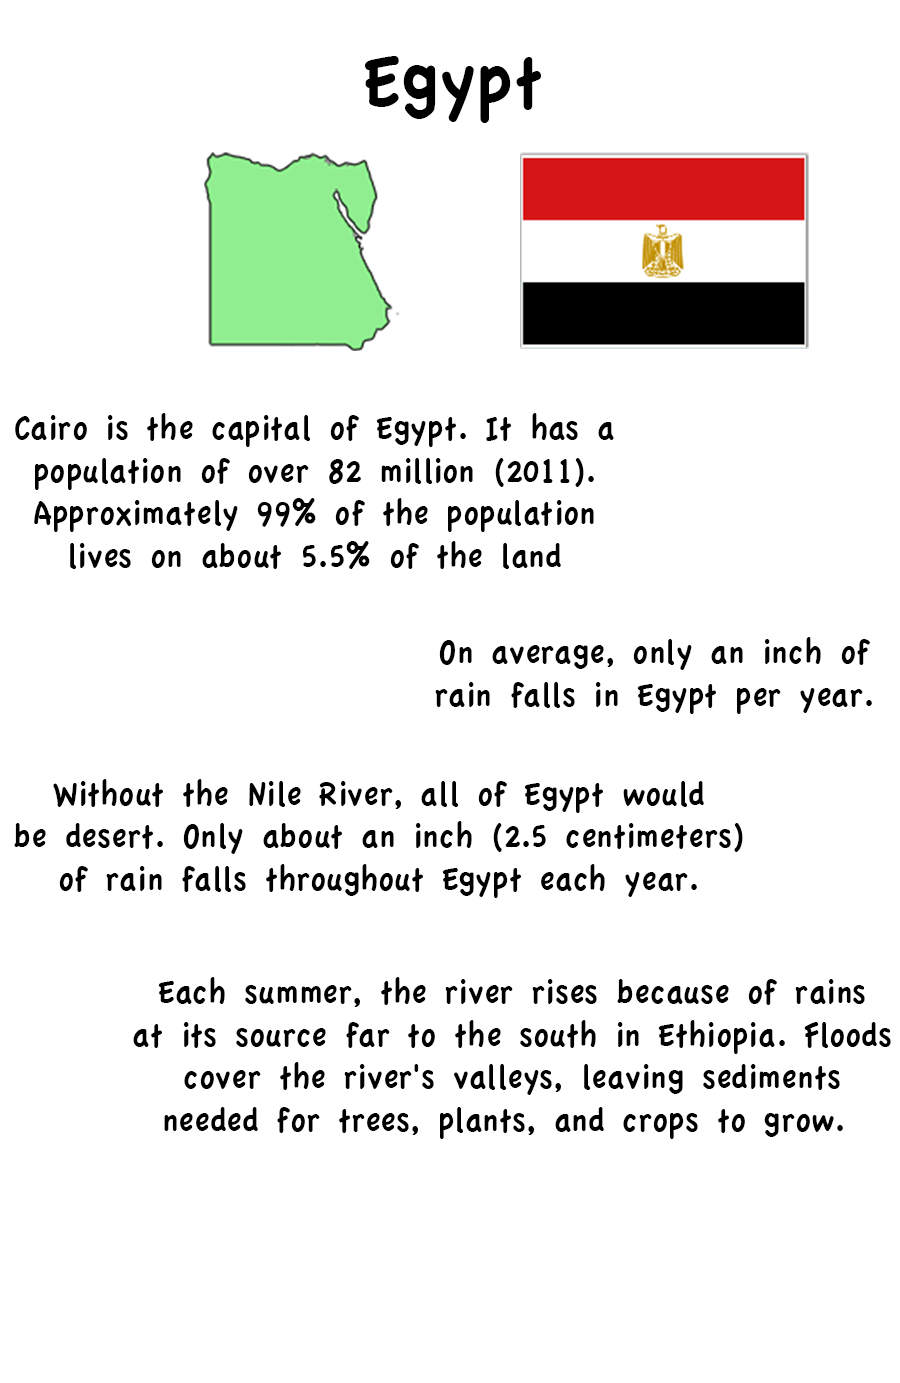 Egypt
Cairo is the capital of Egypt. It has a
population of over 82 million (2011).
Approximately 99% of the population
lives on about 5.5% of the land
On average, only an inch of
rain falls in Egypt per year.
Without the Nile River, all of Egypt would
be desert. Only about an inch (2.5 centimeters)
of rain falls throughout Egypt each year.
Each summer, the river rises because of rains
at its source far to the south in Ethiopia. Floods
cover the river's valleys, leaving sediments
needed for trees, plants, and crops to grow.